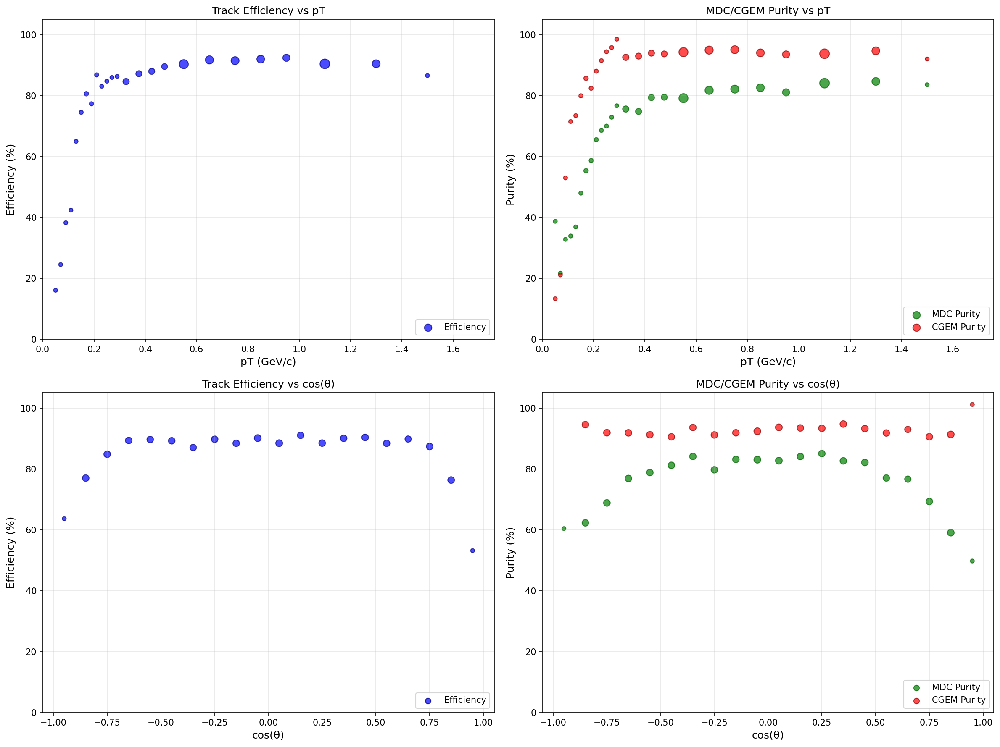 Track Efficiency vs pT
100
80
60
40
20
0
Efficiency (%)
0.0 0.2 0.4 0.6 0.8 1.0 1.2 1.4 1.6
pT (GeV/c)
Efficiency
MDC/CGEM Purity vs pT
100
80
60
40
20
0
Purity (%)
0.0 0.2 0.4 0.6 0.8 1.0 1.2 1.4 1.6
pT (GeV/c)
MDC Purity
CGEM Purity
Track Efficiency vs cos(θ)
100
80
60
40
20
0
Efficiency (%)
−1.00 −0.75 −0.50 −0.25 0.00 0.25 0.50 0.75 1.00
cos(θ)
Efficiency
MDC/CGEM Purity vs cos(θ)
100
80
60
40
20
0
Purity (%)
−1.00 −0.75 −0.50 −0.25 0.00 0.25 0.50 0.75 1.00
cos(θ)
MDC Purity
CGEM Purity